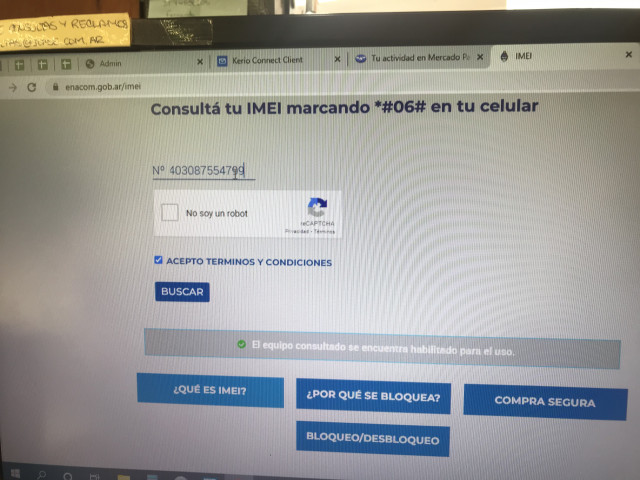 CONSULTAS Y RECLAMOS
COM.AR
Admin
Kerio Connect Client
Tu actividad en Mercado Pa
IMEI
enacom.gob.ar/imei
Consultá tu IMEI marcando *#06# en tu celular
Nº 403087554799
No soy un robot
reCAPTCHA
Privacidad - Términos
ACEPTO TERMINOS Y CONDICIONES
BUSCAR
El equipo consultado se encuentra habilitado para el uso.
¿QUÉ ES IMEI?
¿POR QUÉ SE BLOQUEA?
COMPRA SEGURA
BLOQUEO/DESBLOQUEO